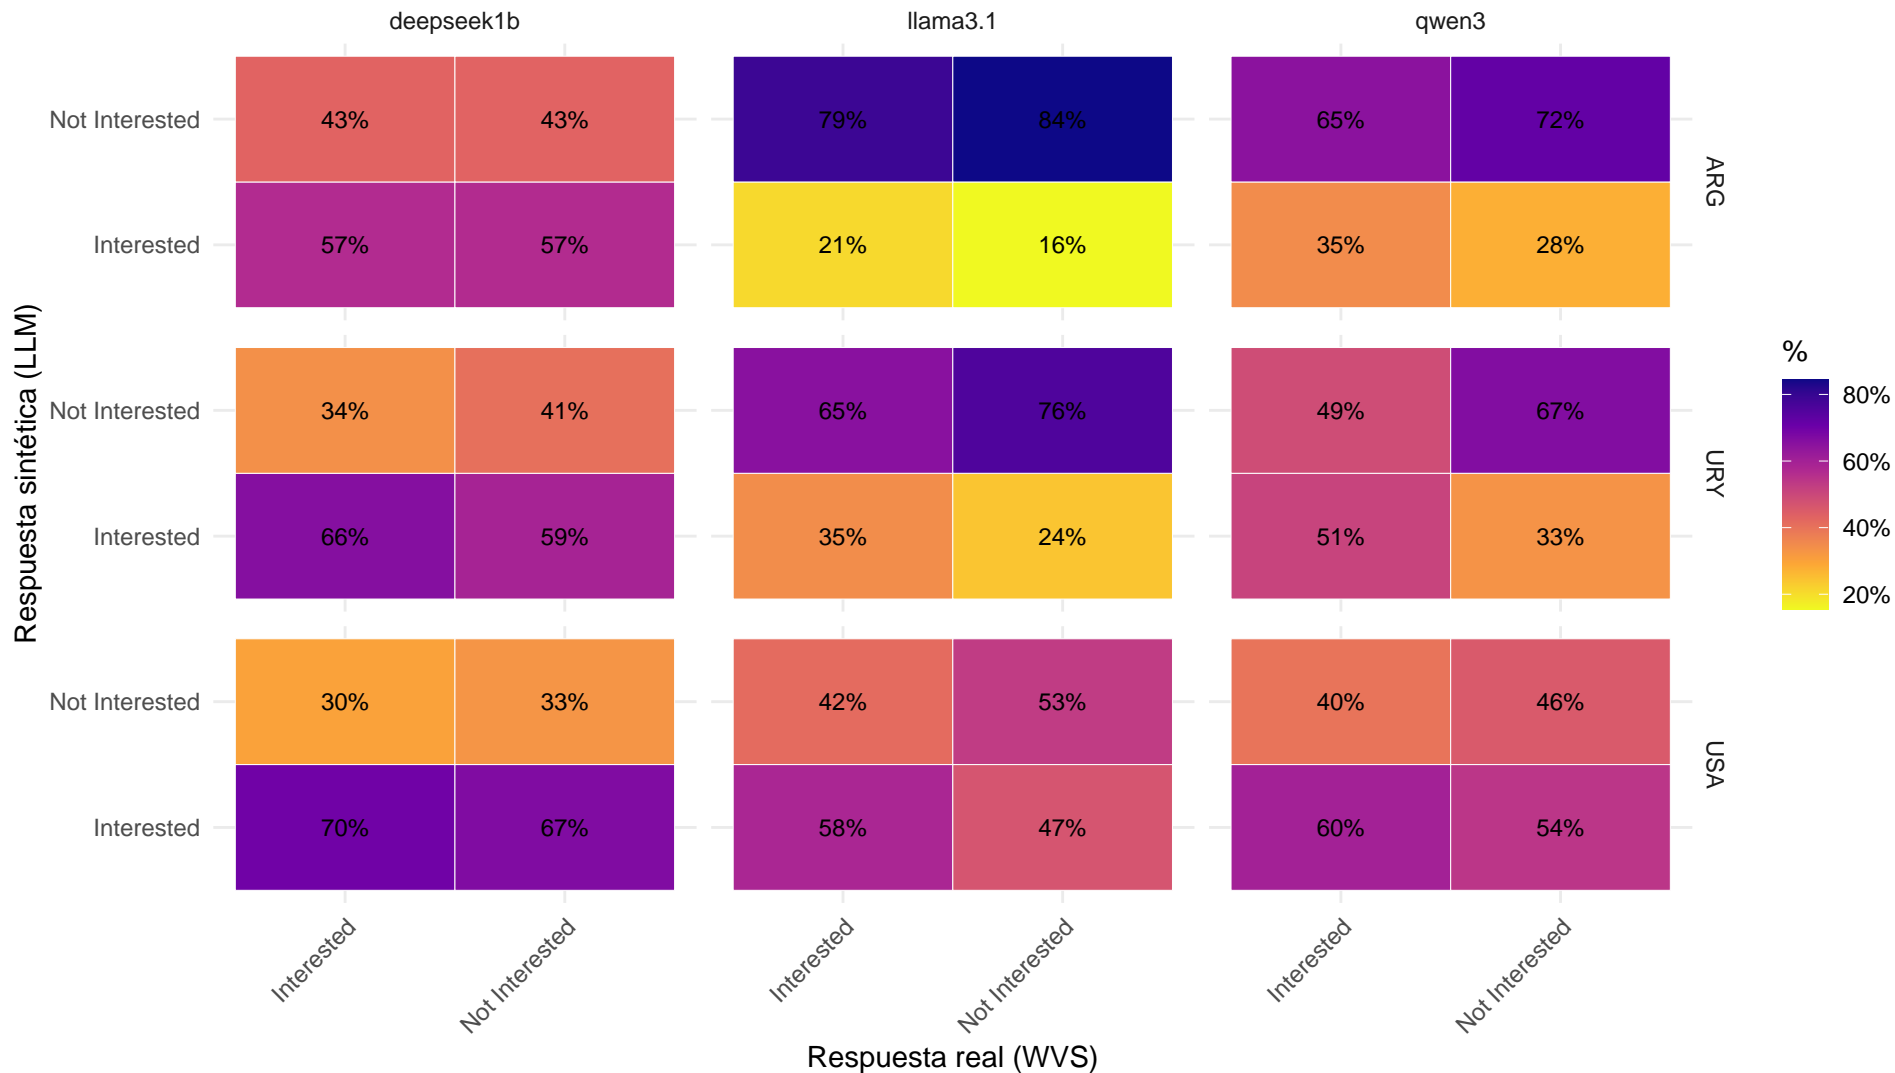 deepseek1b llama3.1 qwen3
Not Interested 43% 43% 79% 84% 65% 72%
ARG
Interested 57% 57% 21% 16% 35% 28%
Respuesta sintética (LLM)
Not Interested 34% 41% 65% 76% 49% 67%
URY
Interested 66% 59% 35% 24% 51% 33%
Not Interested 30% 33% 42% 53% 40% 46%
USA
Interested 70% 67% 58% 47% 60% 54%
Interested Not Interested Interested Not Interested Interested Not Interested
Respuesta real (WVS)
%
80%
60%
40%
20%